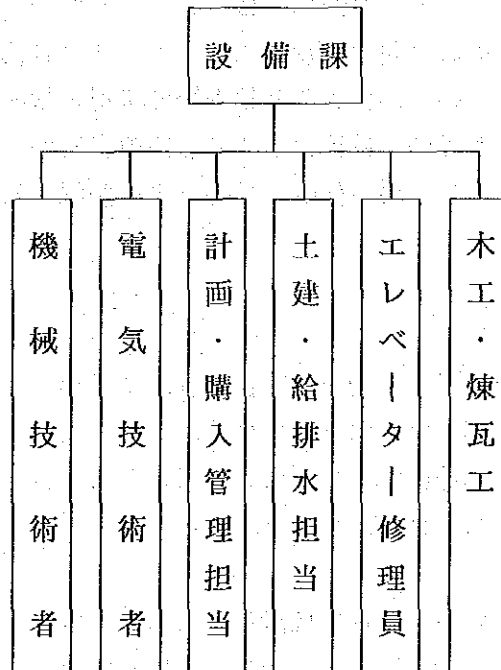 設備課
機械技術者
電気技術者
計画・購入管理担当
土建・給排水担当
エレベーター修理員
木工・煉瓦工